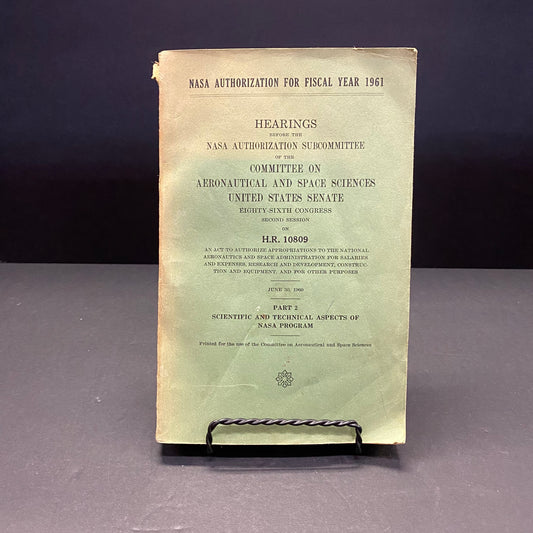 NASA AUTHORIZATION FOR FISCAL YEAR 1961
HEARINGS
BEFORE THE
NASA AUTHORIZATION SUBCOMMITTEE
OF THE
COMMITTEE ON
AERONAUTICAL AND SPACE SCIENCES
UNITED STATES SENATE
EIGHTY-SIXTH CONGRESS
SECOND SESSION
ON
H.R. 10809
AN ACT TO AUTHORIZE APPROPRIATIONS TO THE NATIONAL
AERONAUTICS AND SPACE ADMINISTRATION FOR SALARIES
AND EXPENSES, RESEARCH AND DEVELOPMENT, CONSTRUC-
TION AND EQUIPMENT, AND FOR OTHER PURPOSES
JUNE 30, 1960
PART 2
SCIENTIFIC AND TECHNICAL ASPECTS OF
NASA PROGRAM
Printed for the use of the Committee on Aeronautical and Space Sciences